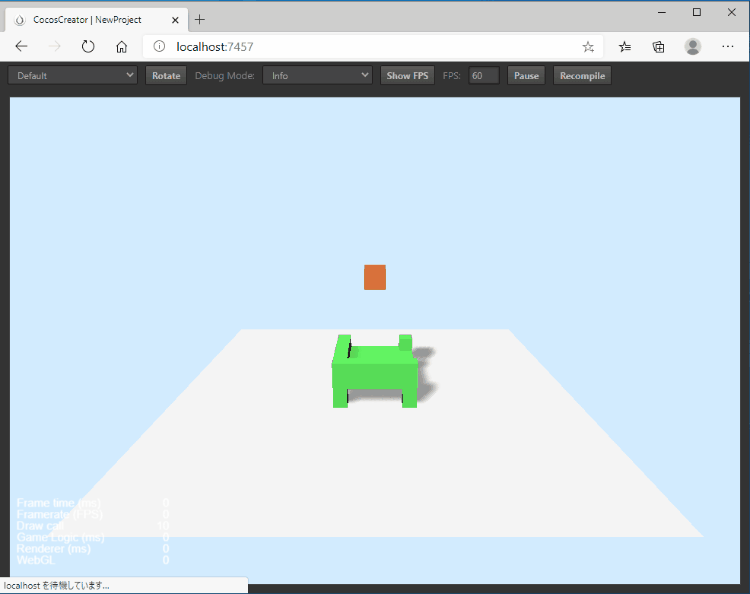 CocosCreator | NewProject
localhost:7457
Default Rotate Debug Mode: Info Show FPS FPS: 60 Pause Recompile
Frame time (ms) 0
Framerate (FPS) 0
Draw call 10
Game Logic (ms) 0
Renderer (ms) 0
WebGL 0
localhost を待機しています...